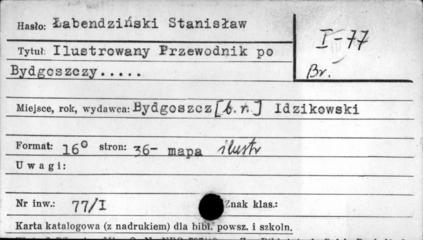 Hasło: Łabendziński Stanisław
I-77
Br.
Tytuł: Ilustrowany Przewodnik po
Bydgoszczy.....
Miejsce, rok, wydawca: Bydgoszcz [b.r.] Idzikowski
Format: 16° stron: 36- mapa ilustr
Uwagi:
Nr inw.: 77/I Znak klas.:
Karta katalogowa (z nadrukiem) dla bibl. powsz. i szkoln.